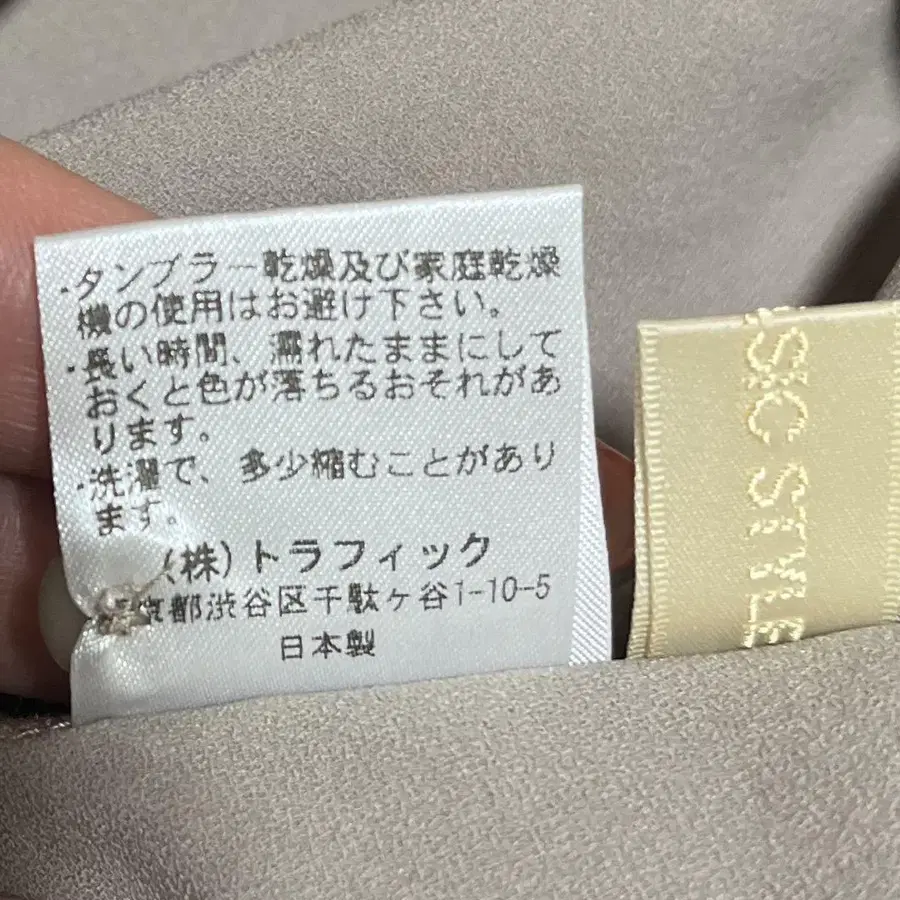 ・タンブラー乾燥及び家庭乾燥
機の使用はお避け下さい。
・長い時間、濡れたままにして
おくと色が落ちるおそれがあ
ります。
・洗濯で、多少縮むことがあり
ます。
(株)トラフィック
京都渋谷区千駄ヶ谷1-10-5
日本製
SIC STYLE